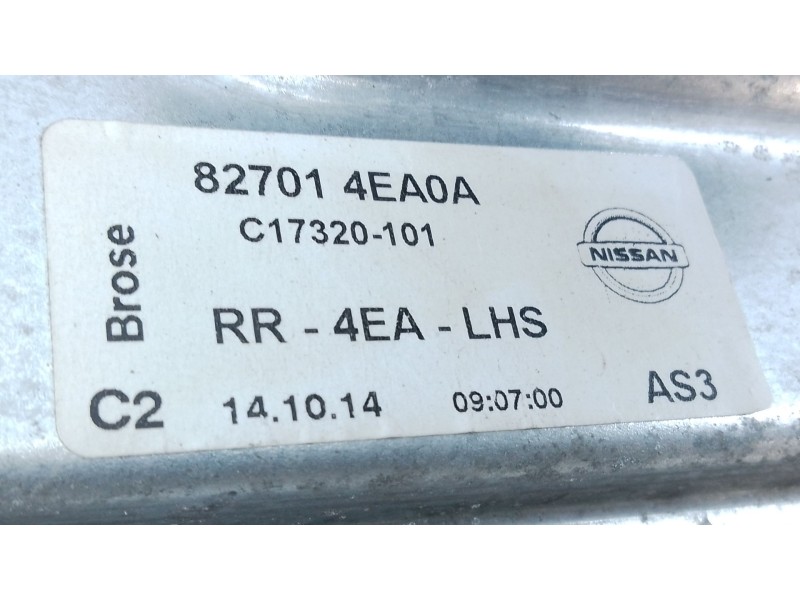 82701 4EA0A
C17320-101
NISSAN
Brose
RR - 4EA - LHS
C2 14.10.14 09:07:00 AS3